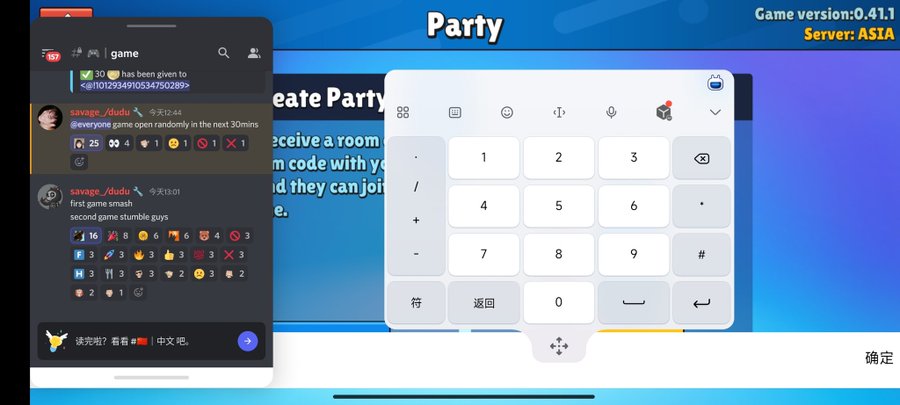 Party
Game version:0.41.1
Server: ASIA
157
game
30 has been given to
<@!1012934910534750289>
savage_/dudu 今天12:44
@everyone game open randomly in the next 30mins
25 4 1 1 1 1
savage_/dudu 今天13:01
first game smash
second game stumble guys
16 8 6 6 4 3
F 3 3 3 3 3 3
H 3 3 3 2 3 2
2 1
读完啦？看看 # | 中文 吧。
eate Party
eceive a room
m code with yo
nd they can joi
e.
· 1 2 3
/ 4 5 6 *
+
- 7 8 9 #
符 返回 0
确定